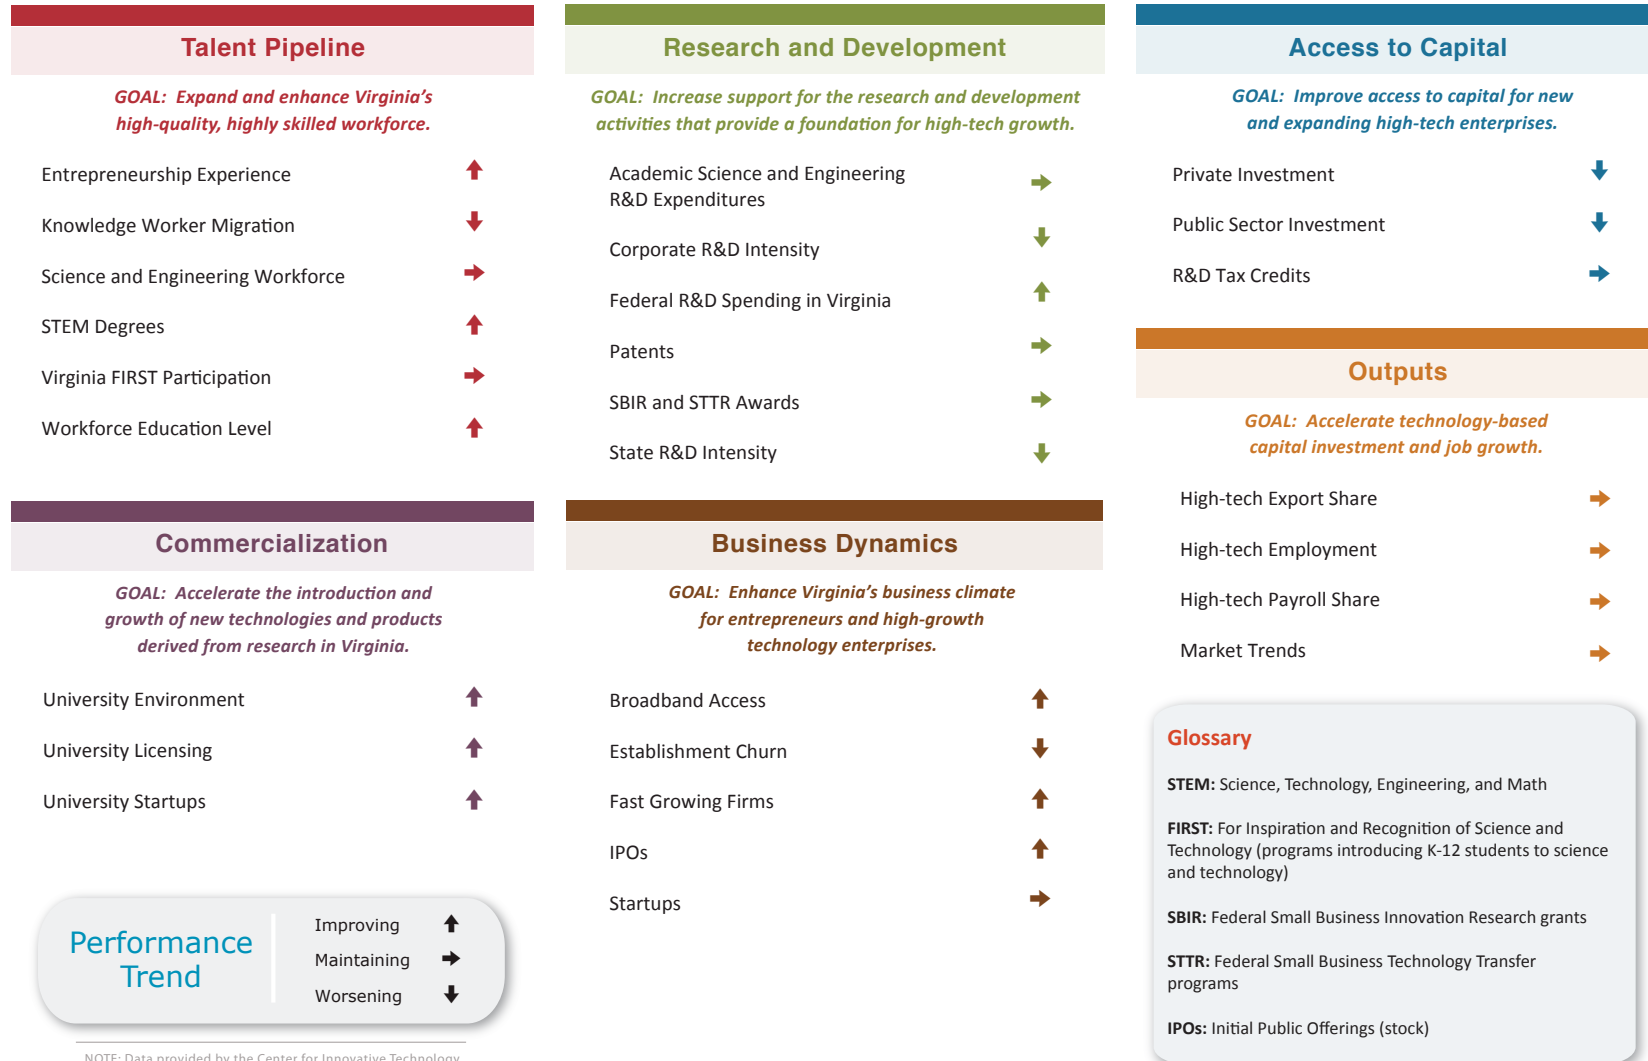 Talent Pipeline
GOAL: Expand and enhance Virginia's
high-quality, highly skilled workforce.
Entrepreneurship Experience
Knowledge Worker Migration
Science and Engineering Workforce
STEM Degrees
Virginia FIRST Participation
Workforce Education Level
Research and Development
GOAL: Increase support for the research and development
activities that provide a foundation for high-tech growth.
Academic Science and Engineering
R&D Expenditures
Corporate R&D Intensity
Federal R&D Spending in Virginia
Patents
SBIR and STTR Awards
State R&D Intensity
Access to Capital
GOAL: Improve access to capital for new
and expanding high-tech enterprises.
Private Investment
Public Sector Investment
R&D Tax Credits
Outputs
GOAL: Accelerate technology-based
capital investment and job growth.
High-tech Export Share
High-tech Employment
High-tech Payroll Share
Market Trends
Commercialization
GOAL: Accelerate the introduction and
growth of new technologies and products
derived from research in Virginia.
University Environment
University Licensing
University Startups
Business Dynamics
GOAL: Enhance Virginia's business climate
for entrepreneurs and high-growth
technology enterprises.
Broadband Access
Establishment Churn
Fast Growing Firms
IPOs
Startups
Glossary
STEM: Science, Technology, Engineering, and Math
FIRST: For Inspiration and Recognition of Science and
Technology (programs introducing K-12 students to science
and technology)
SBIR: Federal Small Business Innovation Research grants
STTR: Federal Small Business Technology Transfer
programs
IPOs: Initial Public Offerings (stock)
Performance
Trend
Improving
Maintaining
Worsening
NOTE: Data provided by the Center for Innovative Technology